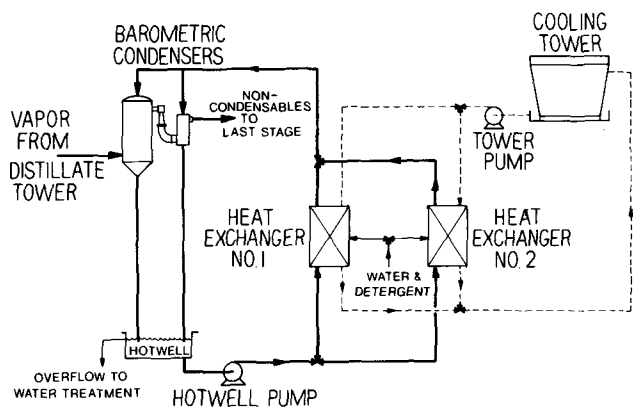 COOLING
TOWER
BAROMETRIC
CONDENSERS
NON-
CONDENSABLES
TO
LAST STAGE
VAPOR
FROM
DISTILLATE
TOWER
TOWER
PUMP
HEAT
EXCHANGER
NO.1
HEAT
EXCHANGER
NO.2
WATER &
DETERGENT
HOTWELL
OVERFLOW TO
WATER TREATMENT
HOTWELL PUMP